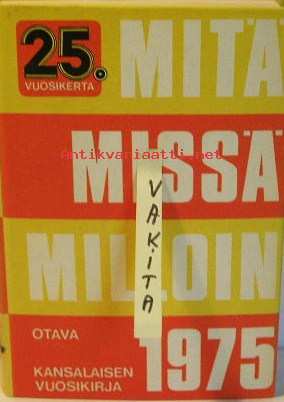 25.
VUOSIKERTA
MITÄ
MISSÄ
Antikvariaatti.net
MILLOIN
VAKITA
OTAVA
1975
KANSALAISEN
VUOSIKIRJA